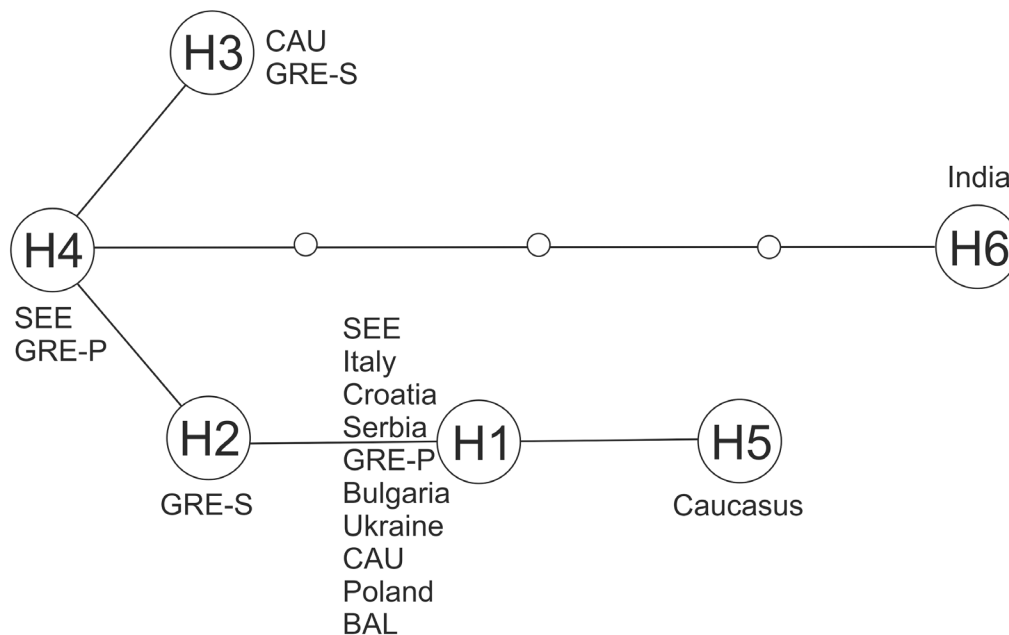 H3
CAU
GRE-S
India
H4
H6
SEE
GRE-P
SEE
Italy
Croatia
Serbia
GRE-P
Bulgaria
Ukraine
CAU
Poland
BAL
H2
GRE-S
H1
H5
Caucasus